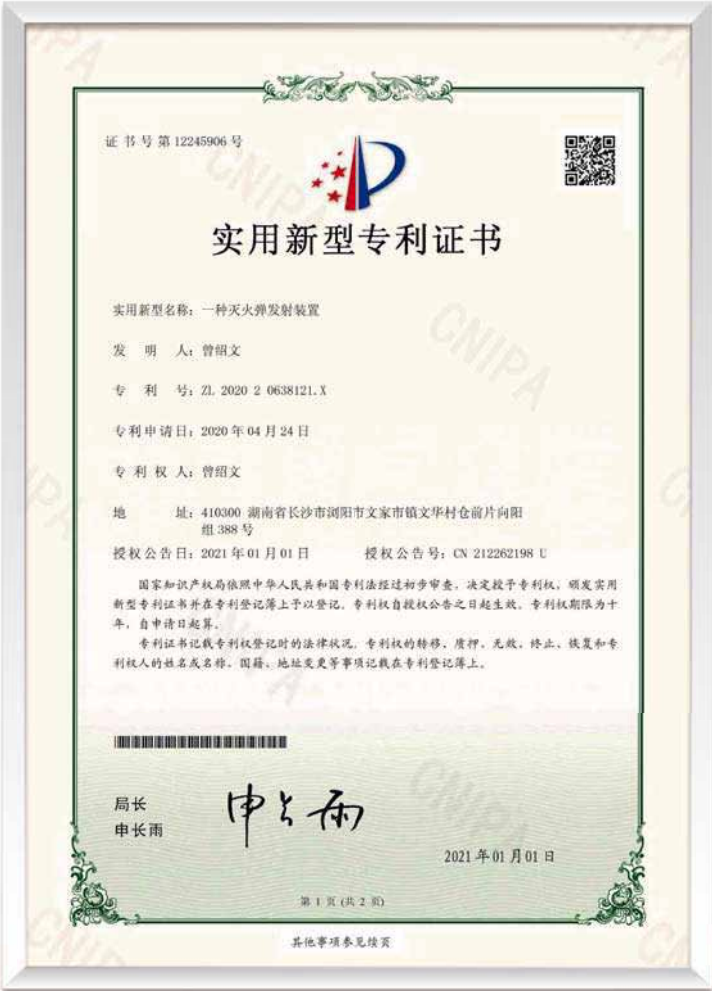 证书号第12245906号
实用新型专利证书
实用新型名称：一种灭火弹发射装置
发明人：曾绍文
专利号：ZL 2020 2 0638121.X
专利申请日：2020年04月24日
专利权人：曾绍文
地址：410300 湖南省长沙市浏阳市文家市镇文华村仓前片向阳
组388号
授权公告日：2021年01月01日 授权公告号：CN 212262198 U
国家知识产权局依照中华人民共和国专利法经过初步审查，决定授予专利权，颁发实用
新型专利证书并在专利登记簿上予以登记。专利权自授权公告之日起生效。专利权期限为十
年，自申请日起算。
专利证书记载专利权登记时的法律状况。专利权的转移、质押、无效、终止、恢复和专
利权人的姓名或名称、国籍、地址变更等事项记载在专利登记簿上。
局长
申长雨
申长雨
2021年01月01日
第1页(共2页)
其他事项参见续页
CNIPA
CNIPA
CNIPA
CNIPA